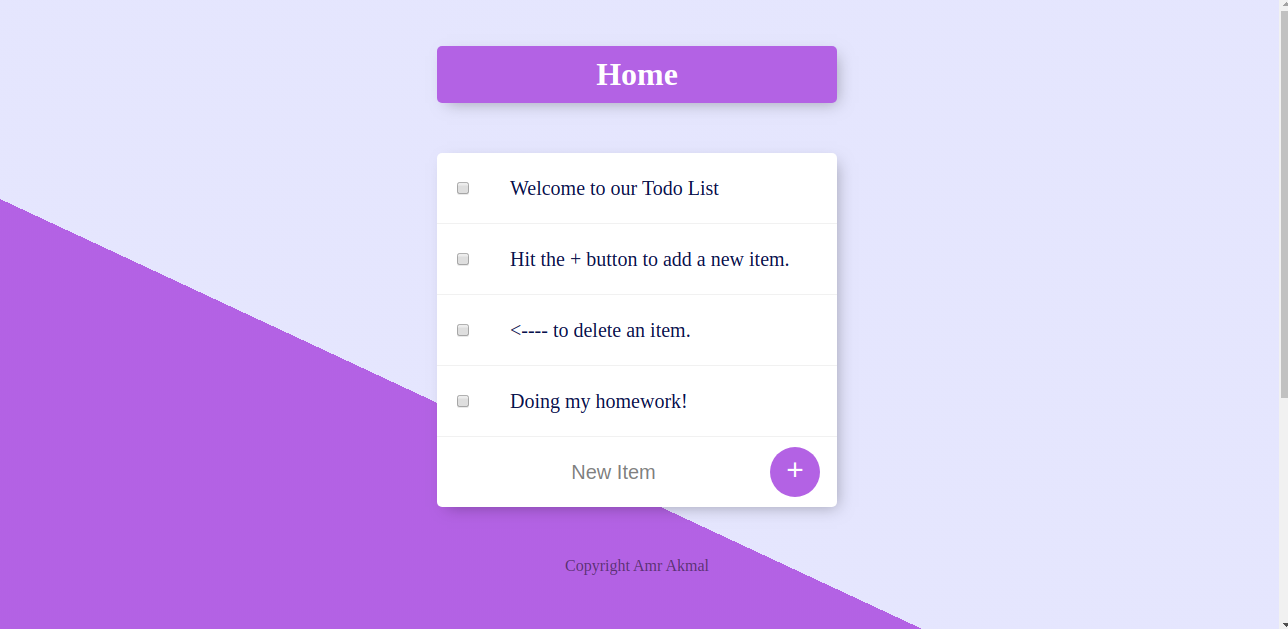 Home
Welcome to our Todo List
Hit the + button to add a new item.
<---- to delete an item.
Doing my homework!
New Item +
Copyright Amr Akmal